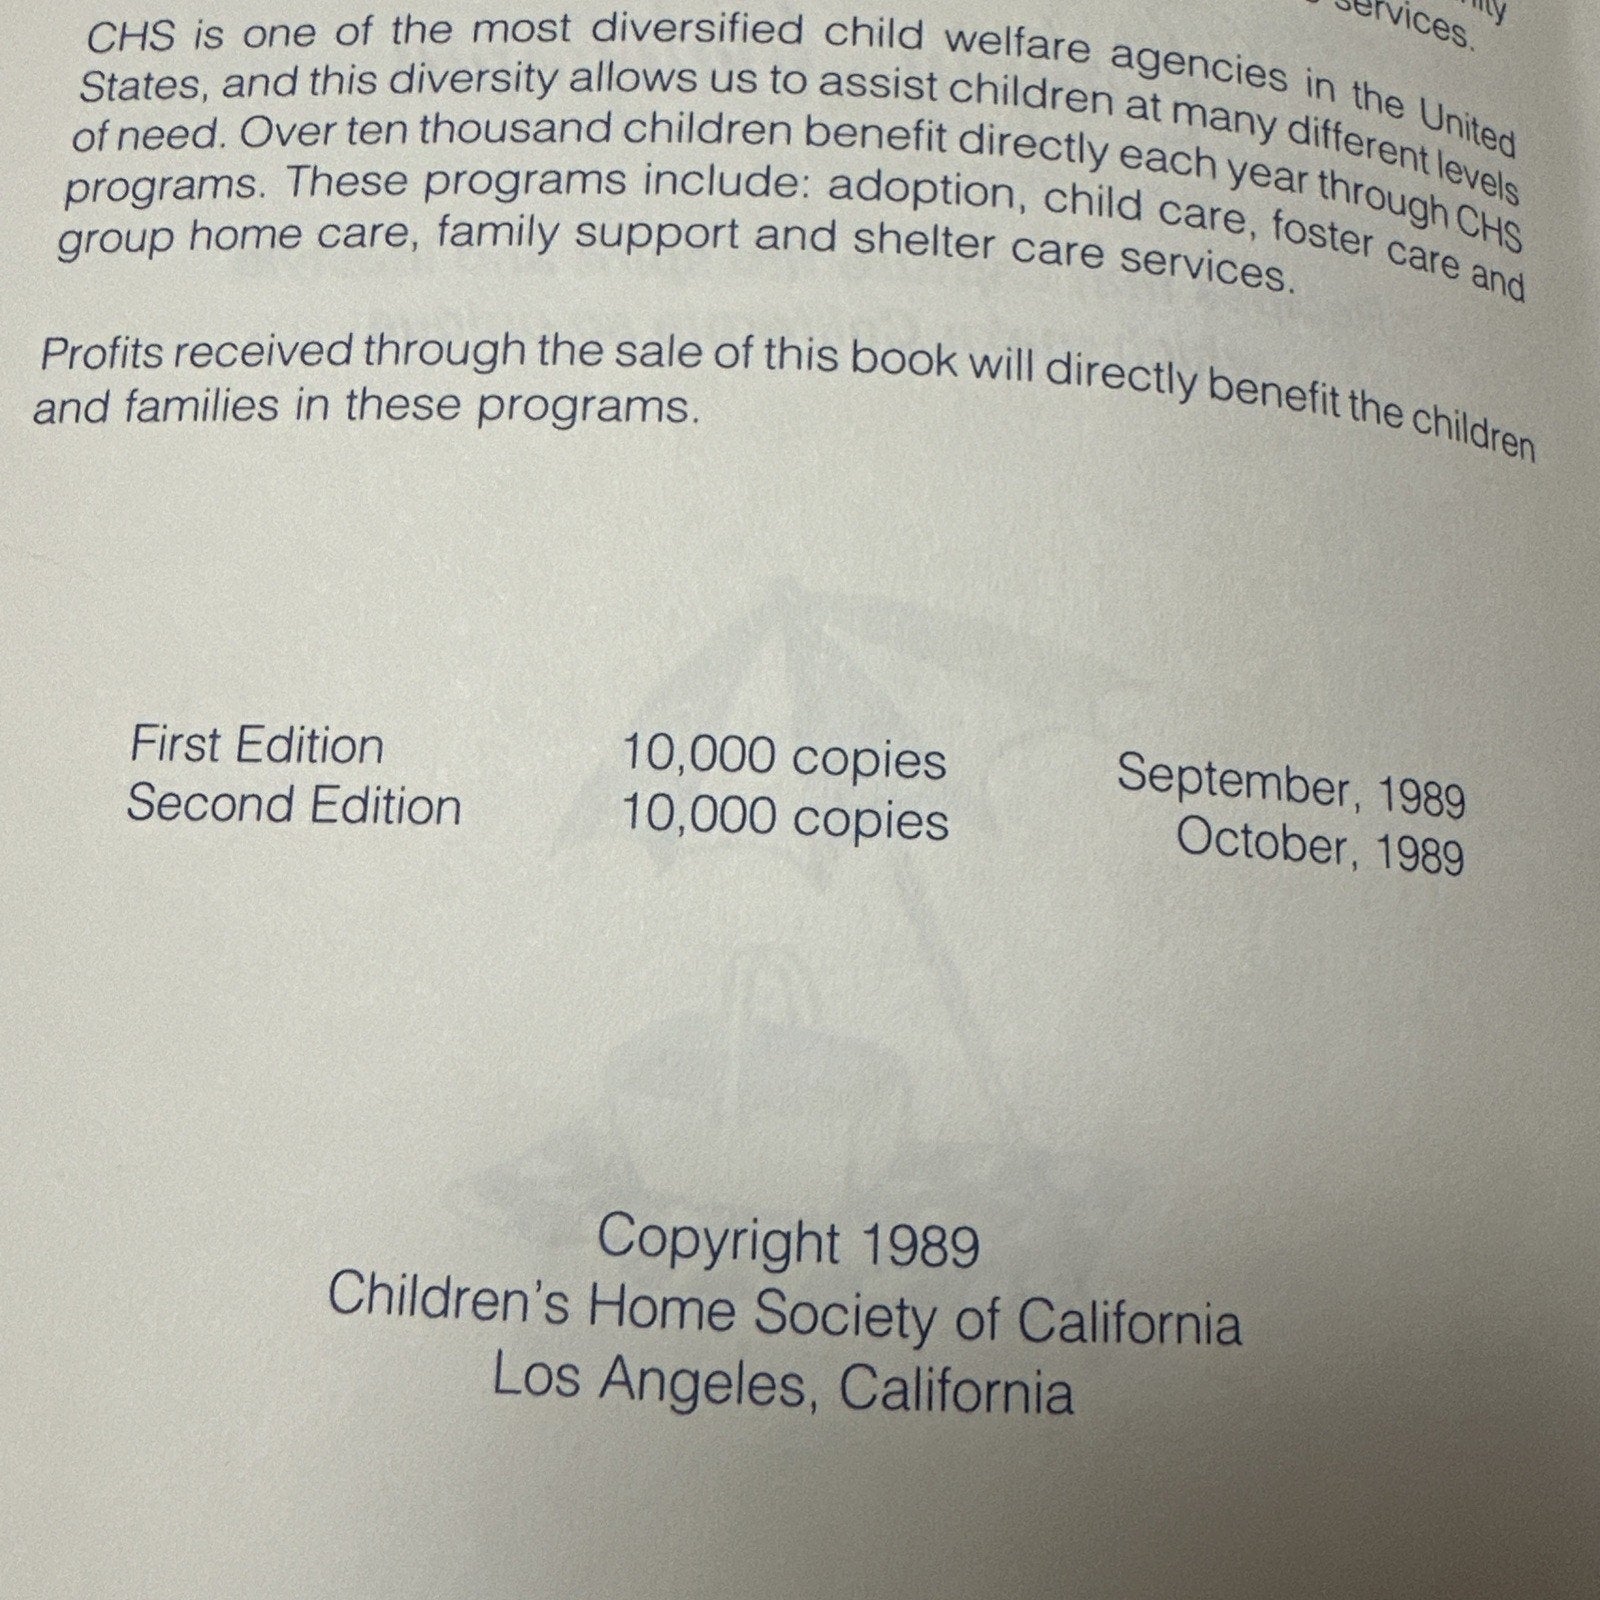 services.
CHS is one of the most diversified child welfare agencies in the United
States, and this diversity allows us to assist children at many different levels
of need. Over ten thousand children benefit directly each year through CHS
programs. These programs include: adoption, child care, foster care and
group home care, family support and shelter care services.
Profits received through the sale of this book will directly benefit the children
and families in these programs.
First Edition 10,000 copies September, 1989
Second Edition 10,000 copies October, 1989
Copyright 1989
Children's Home Society of California
Los Angeles, California